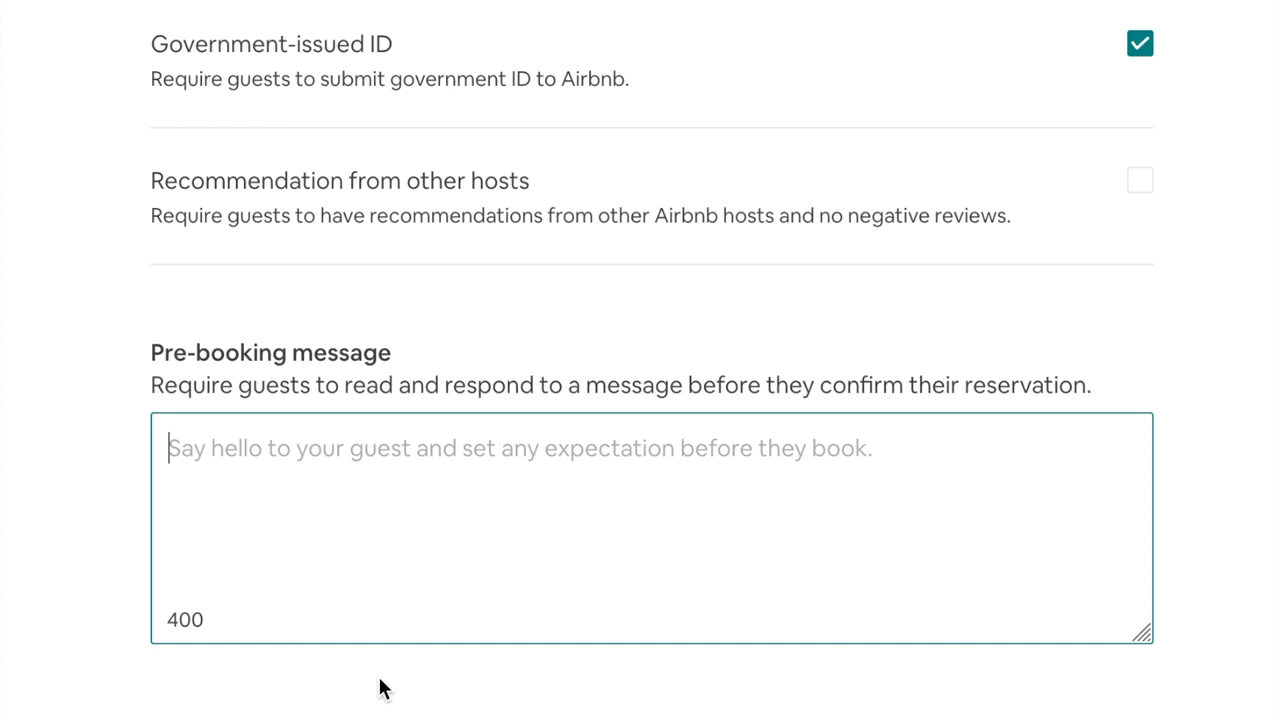 Government-issued ID
Require guests to submit government ID to Airbnb.
Recommendation from other hosts
Require guests to have recommendations from other Airbnb hosts and no negative reviews.
Pre-booking message
Require guests to read and respond to a message before they confirm their reservation.
Say hello to your guest and set any expectation before they book.
400